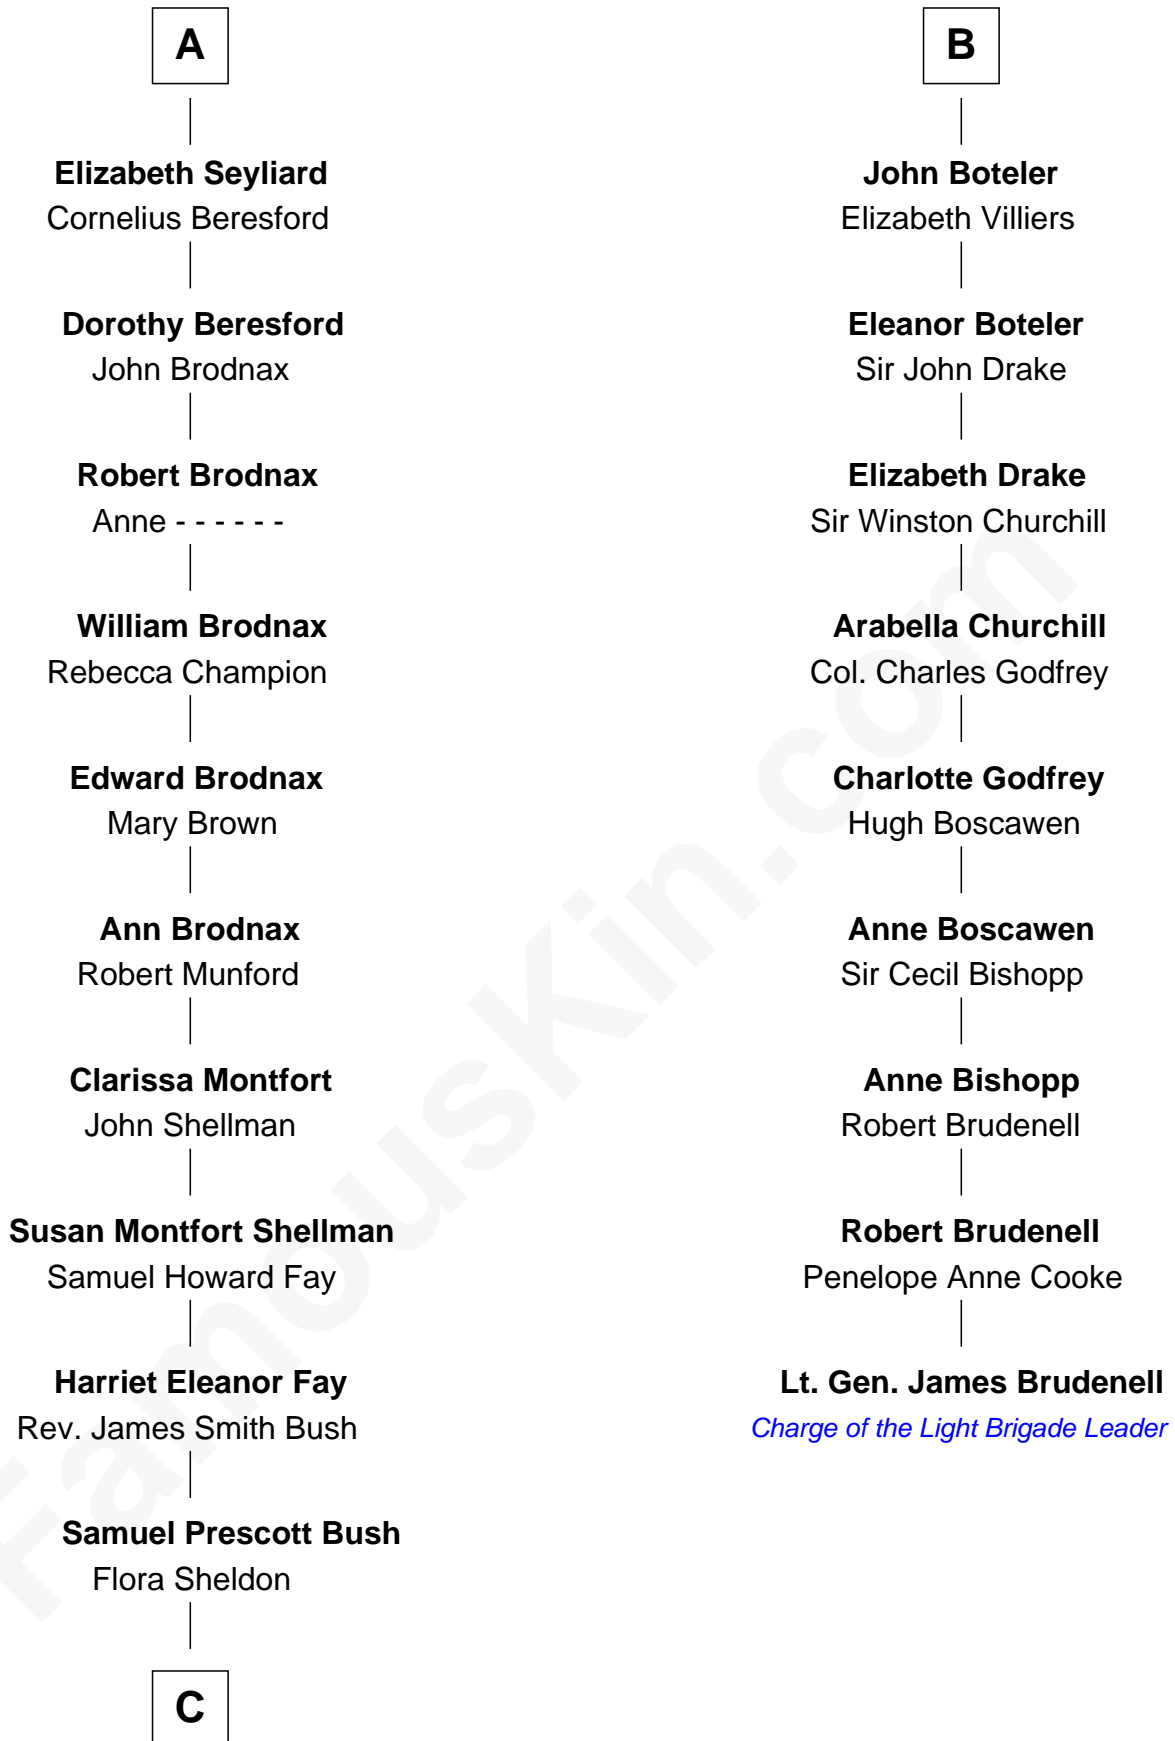 A
Elizabeth Seyliard
Cornelius Beresford
Dorothy Beresford
John Brodnax
Robert Brodnax
Anne - - - - - -
William Brodnax
Rebecca Champion
Edward Brodnax
Mary Brown
Ann Brodnax
Robert Munford
Clarissa Montfort
John Shellman
Susan Montfort Shellman
Samuel Howard Fay
Harriet Eleanor Fay
Rev. James Smith Bush
Samuel Prescott Bush
Flora Sheldon
C
B
John Boteler
Elizabeth Villiers
Eleanor Boteler
Sir John Drake
Elizabeth Drake
Sir Winston Churchill
Arabella Churchill
Col. Charles Godfrey
Charlotte Godfrey
Hugh Boscawen
Anne Boscawen
Sir Cecil Bishopp
Anne Bishopp
Robert Brudenell
Robert Brudenell
Penelope Anne Cooke
Lt. Gen. James Brudenell
Charge of the Light Brigade Leader
FamousKin.com